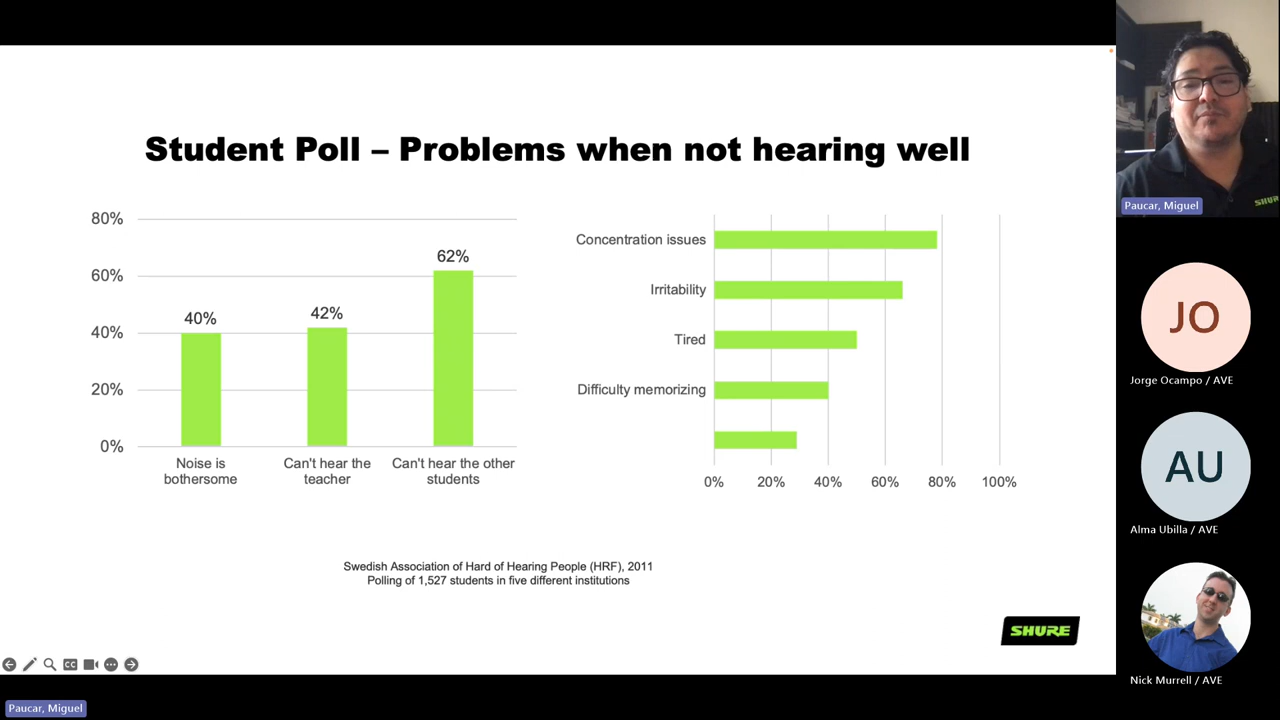 Student Poll – Problems when not hearing well
80%
60%
40%
20%
0%
40%
42%
62%
Noise is
bothersome
Can't hear the
teacher
Can't hear the other
students
Concentration issues
Irritability
Tired
Difficulty memorizing
0% 20% 40% 60% 80% 100%
Swedish Association of Hard of Hearing People (HRF), 2011
Polling of 1,527 students in five different institutions
SHURE
CC
Paucar, Miguel
SHUR
Paucar, Miguel
JO
Jorge Ocampo / AVE
AU
Alma Ubilla / AVE
Nick Murrell / AVE